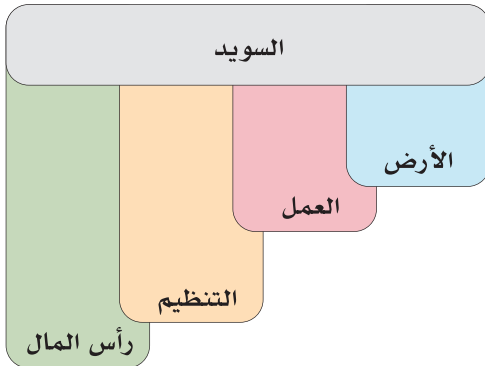 السويد
الأرض
العمل
التنظيم
رأس المال